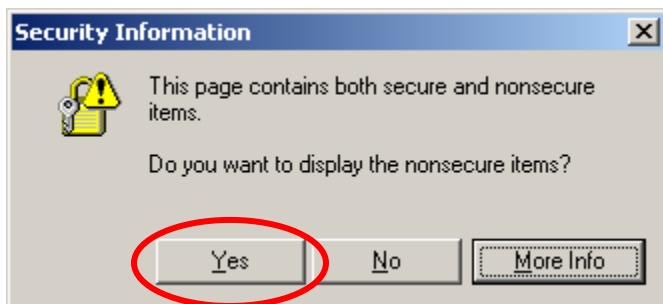 Security Information
This page contains both secure and nonsecure
items.
Do you want to display the nonsecure items?
Yes No More Info